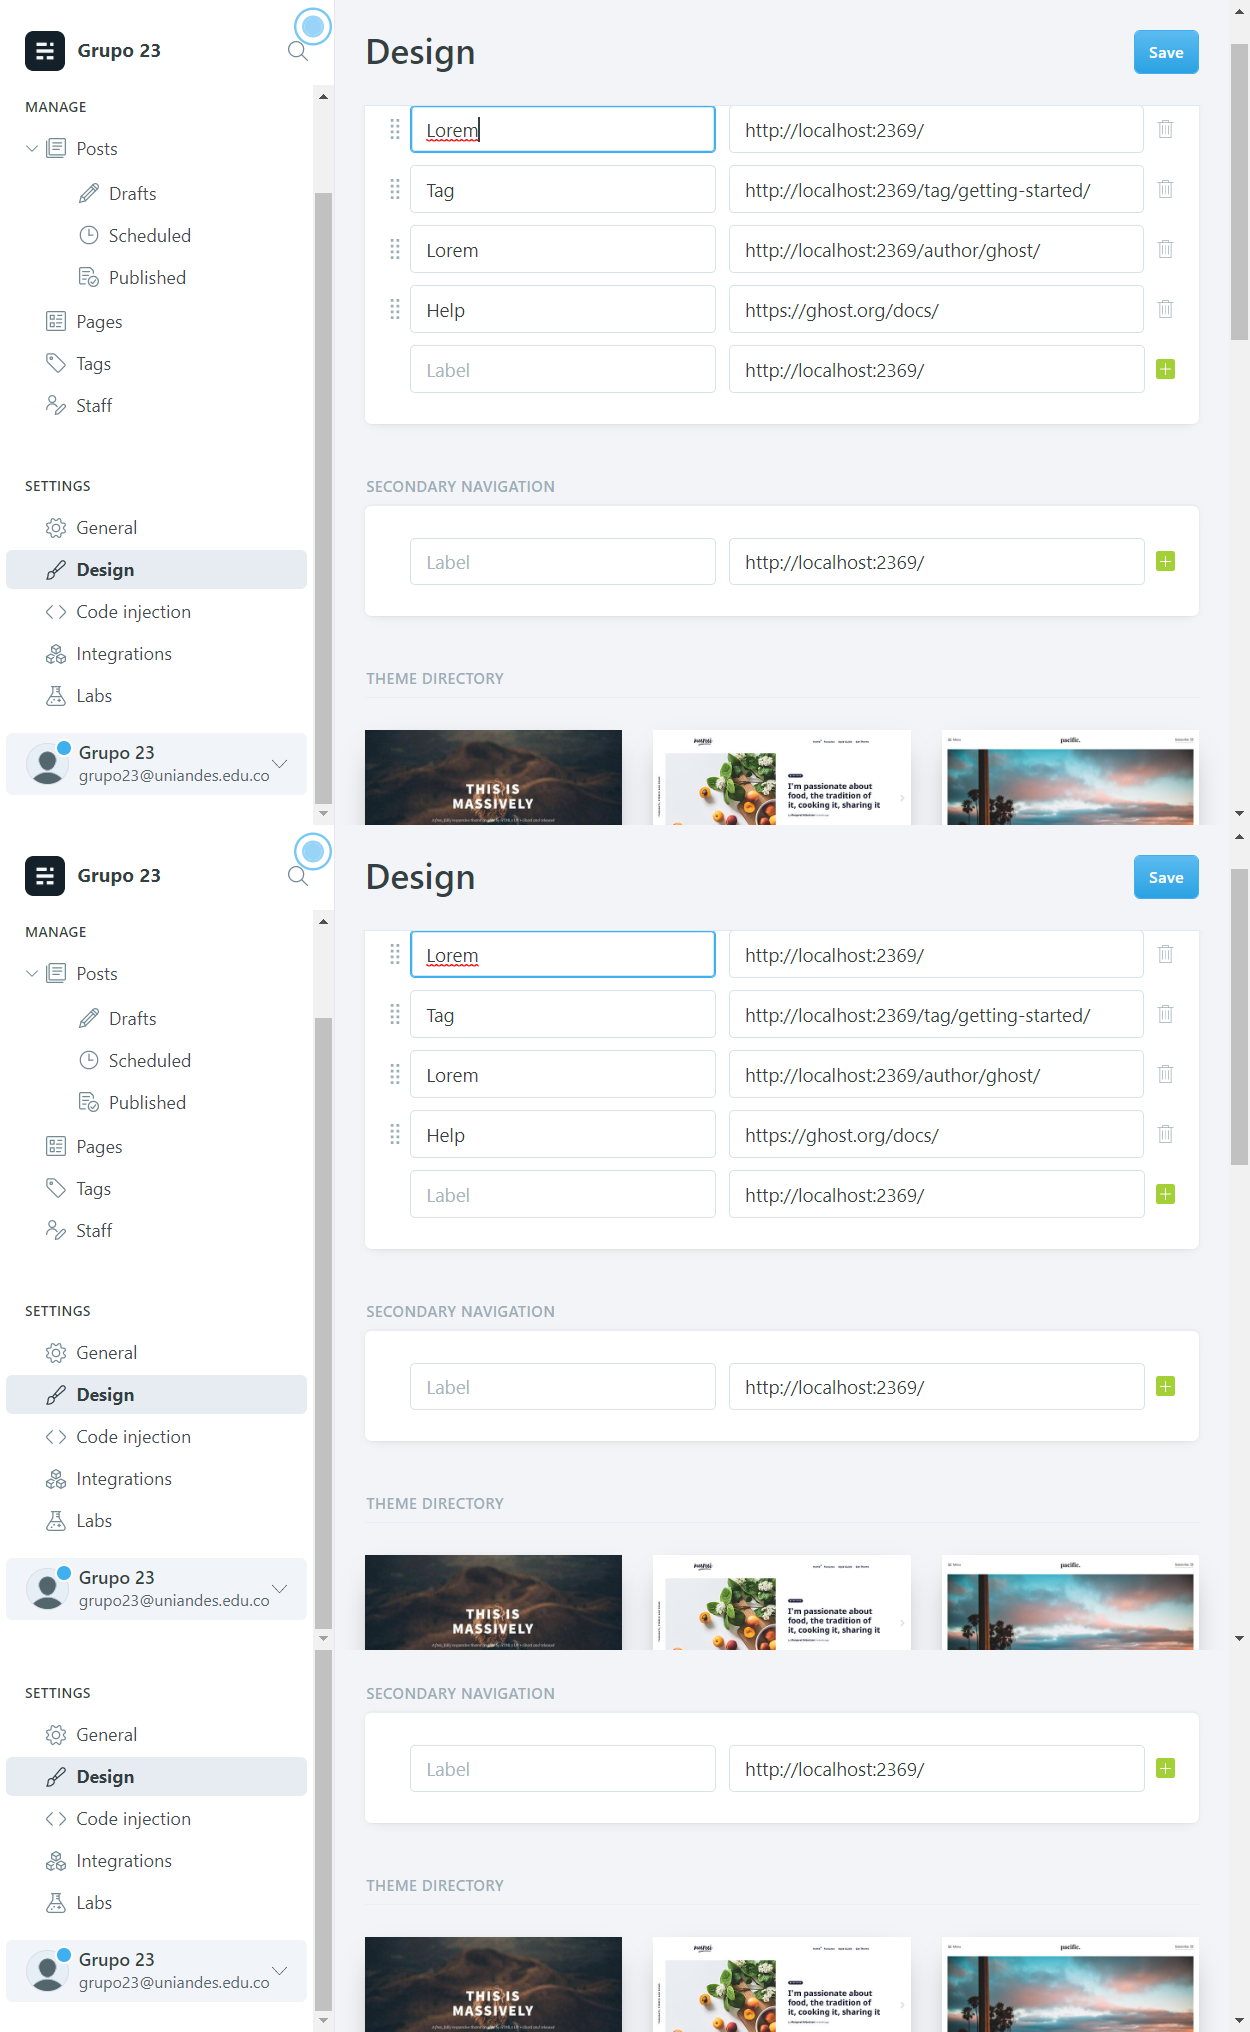 Grupo 23
Design
Save
MANAGE
Posts
Drafts
Scheduled
Published
Pages
Tags
Staff
Lorem http://localhost:2369/
Tag http://localhost:2369/tag/getting-started/
Lorem http://localhost:2369/author/ghost/
Help https://ghost.org/docs/
Label http://localhost:2369/
SETTINGS
General
Design
Code injection
Integrations
Labs
Grupo 23
grupo23@uniandes.edu.co
SECONDARY NAVIGATION
Label http://localhost:2369/
THEME DIRECTORY
THIS IS
MASSIVELY
I'm passionate about
food, the tradition of
it, cooking it, sharing it
pacific.
Grupo 23
Design
Save
MANAGE
Posts
Drafts
Scheduled
Published
Pages
Tags
Staff
Lorem http://localhost:2369/
Tag http://localhost:2369/tag/getting-started/
Lorem http://localhost:2369/author/ghost/
Help https://ghost.org/docs/
Label http://localhost:2369/
SETTINGS
General
Design
Code injection
Integrations
Labs
Grupo 23
grupo23@uniandes.edu.co
SECONDARY NAVIGATION
Label http://localhost:2369/
THEME DIRECTORY
THIS IS
MASSIVELY
I'm passionate about
food, the tradition of
it, cooking it, sharing it
pacific.
SETTINGS
General
Design
Code injection
Integrations
Labs
Grupo 23
grupo23@uniandes.edu.co
SECONDARY NAVIGATION
Label http://localhost:2369/
THEME DIRECTORY
THIS IS
MASSIVELY
I'm passionate about
food, the tradition of
it, cooking it, sharing it
pacific.